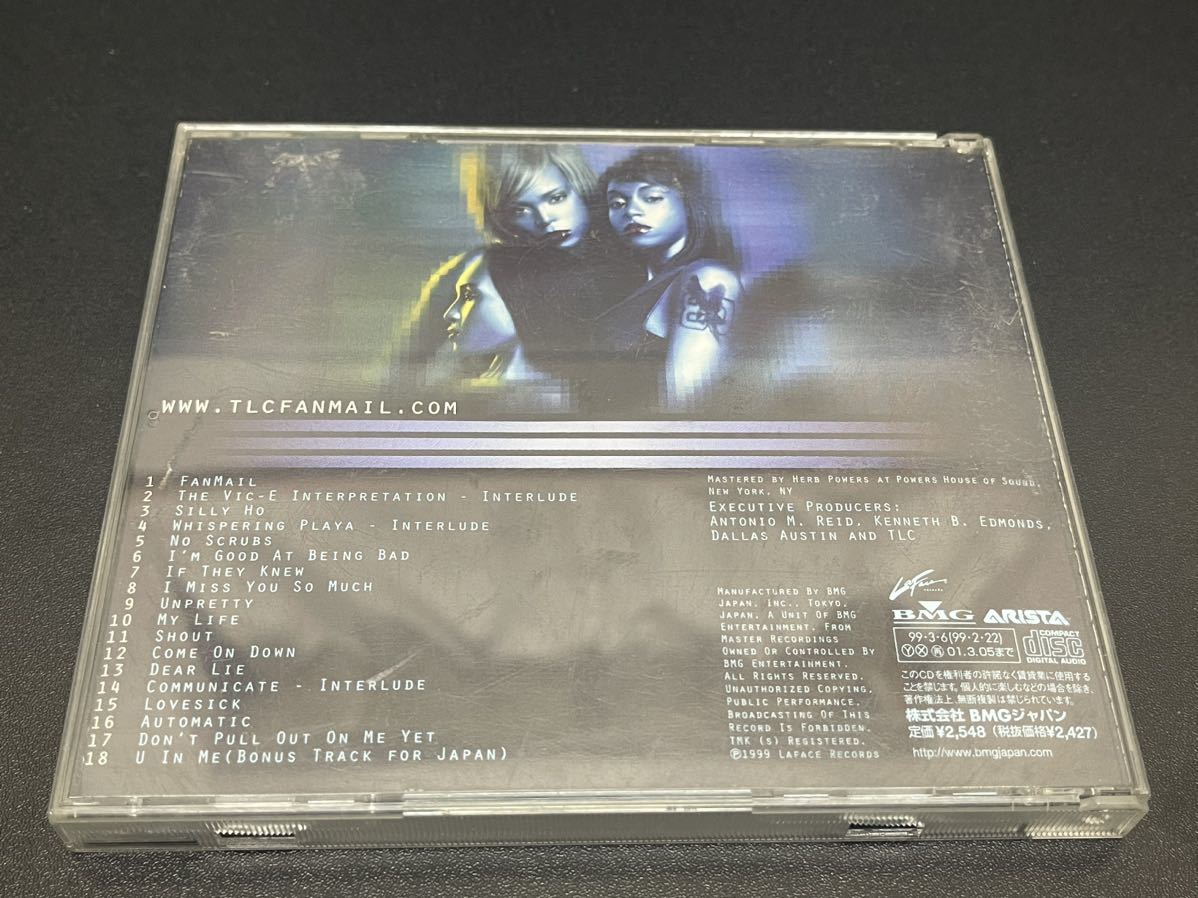 WWW.TLCFANMAIL.COM
1 FANMAIL
2 THE VIC-E INTERPRETATION - INTERLUDE
3 SILLY HO
4 WHISPERING PLAYA - INTERLUDE
5 NO SCRUBS
6 I'M GOOD AT BEING BAD
7 IF THEY KNEW
8 I MISS YOU SO MUCH
9 UNPRETTY
10 MY LIFE
11 SHOUT
12 COME ON DOWN
13 DEAR LIE
14 COMMUNICATE - INTERLUDE
15 LOVESICK
16 AUTOMATIC
17 DON'T PULL OUT ON ME YET
18 U IN ME(BONUS TRACK FOR JAPAN)
MASTERED BY HERB POWERS AT POWERS HOUSE OF SOUND,
NEW YORK, NY
EXECUTIVE PRODUCERS:
ANTONIO M. REID, KENNETH B. EDMONDS,
DALLAS AUSTIN AND TLC
MANUFACTURED BY BMG
JAPAN, INC., TOKYO,
JAPAN, A UNIT OF BMG
ENTERTAINMENT, FROM
MASTER RECORDINGS
OWNED OR CONTROLLED BY
BMG ENTERTAINMENT.
ALL RIGHTS RESERVED.
UNAUTHORIZED COPYING,
PUBLIC PERFORMANCE,
BROADCASTING OF THIS
RECORD IS FORBIDDEN.
TMK (S) REGISTERED.
Ⓟ1999 LAFACE RECORDS
LaFace
RECORDS
BMG ARISTA
99・3・6(99・2・22)
Ⓨ Ⓧ 再 01.3.05まで
COMPACT
disc
DIGITAL AUDIO
このCDを権利者の許諾なく賃貸業に使用する
ことを禁じます。個人的に楽しむなどの場合を除き、
著作権法上、無断複製は禁じられています。
株式会社 BMGジャパン
定価¥2,548 (税抜価格¥2,427)
http://www.bmgjapan.com